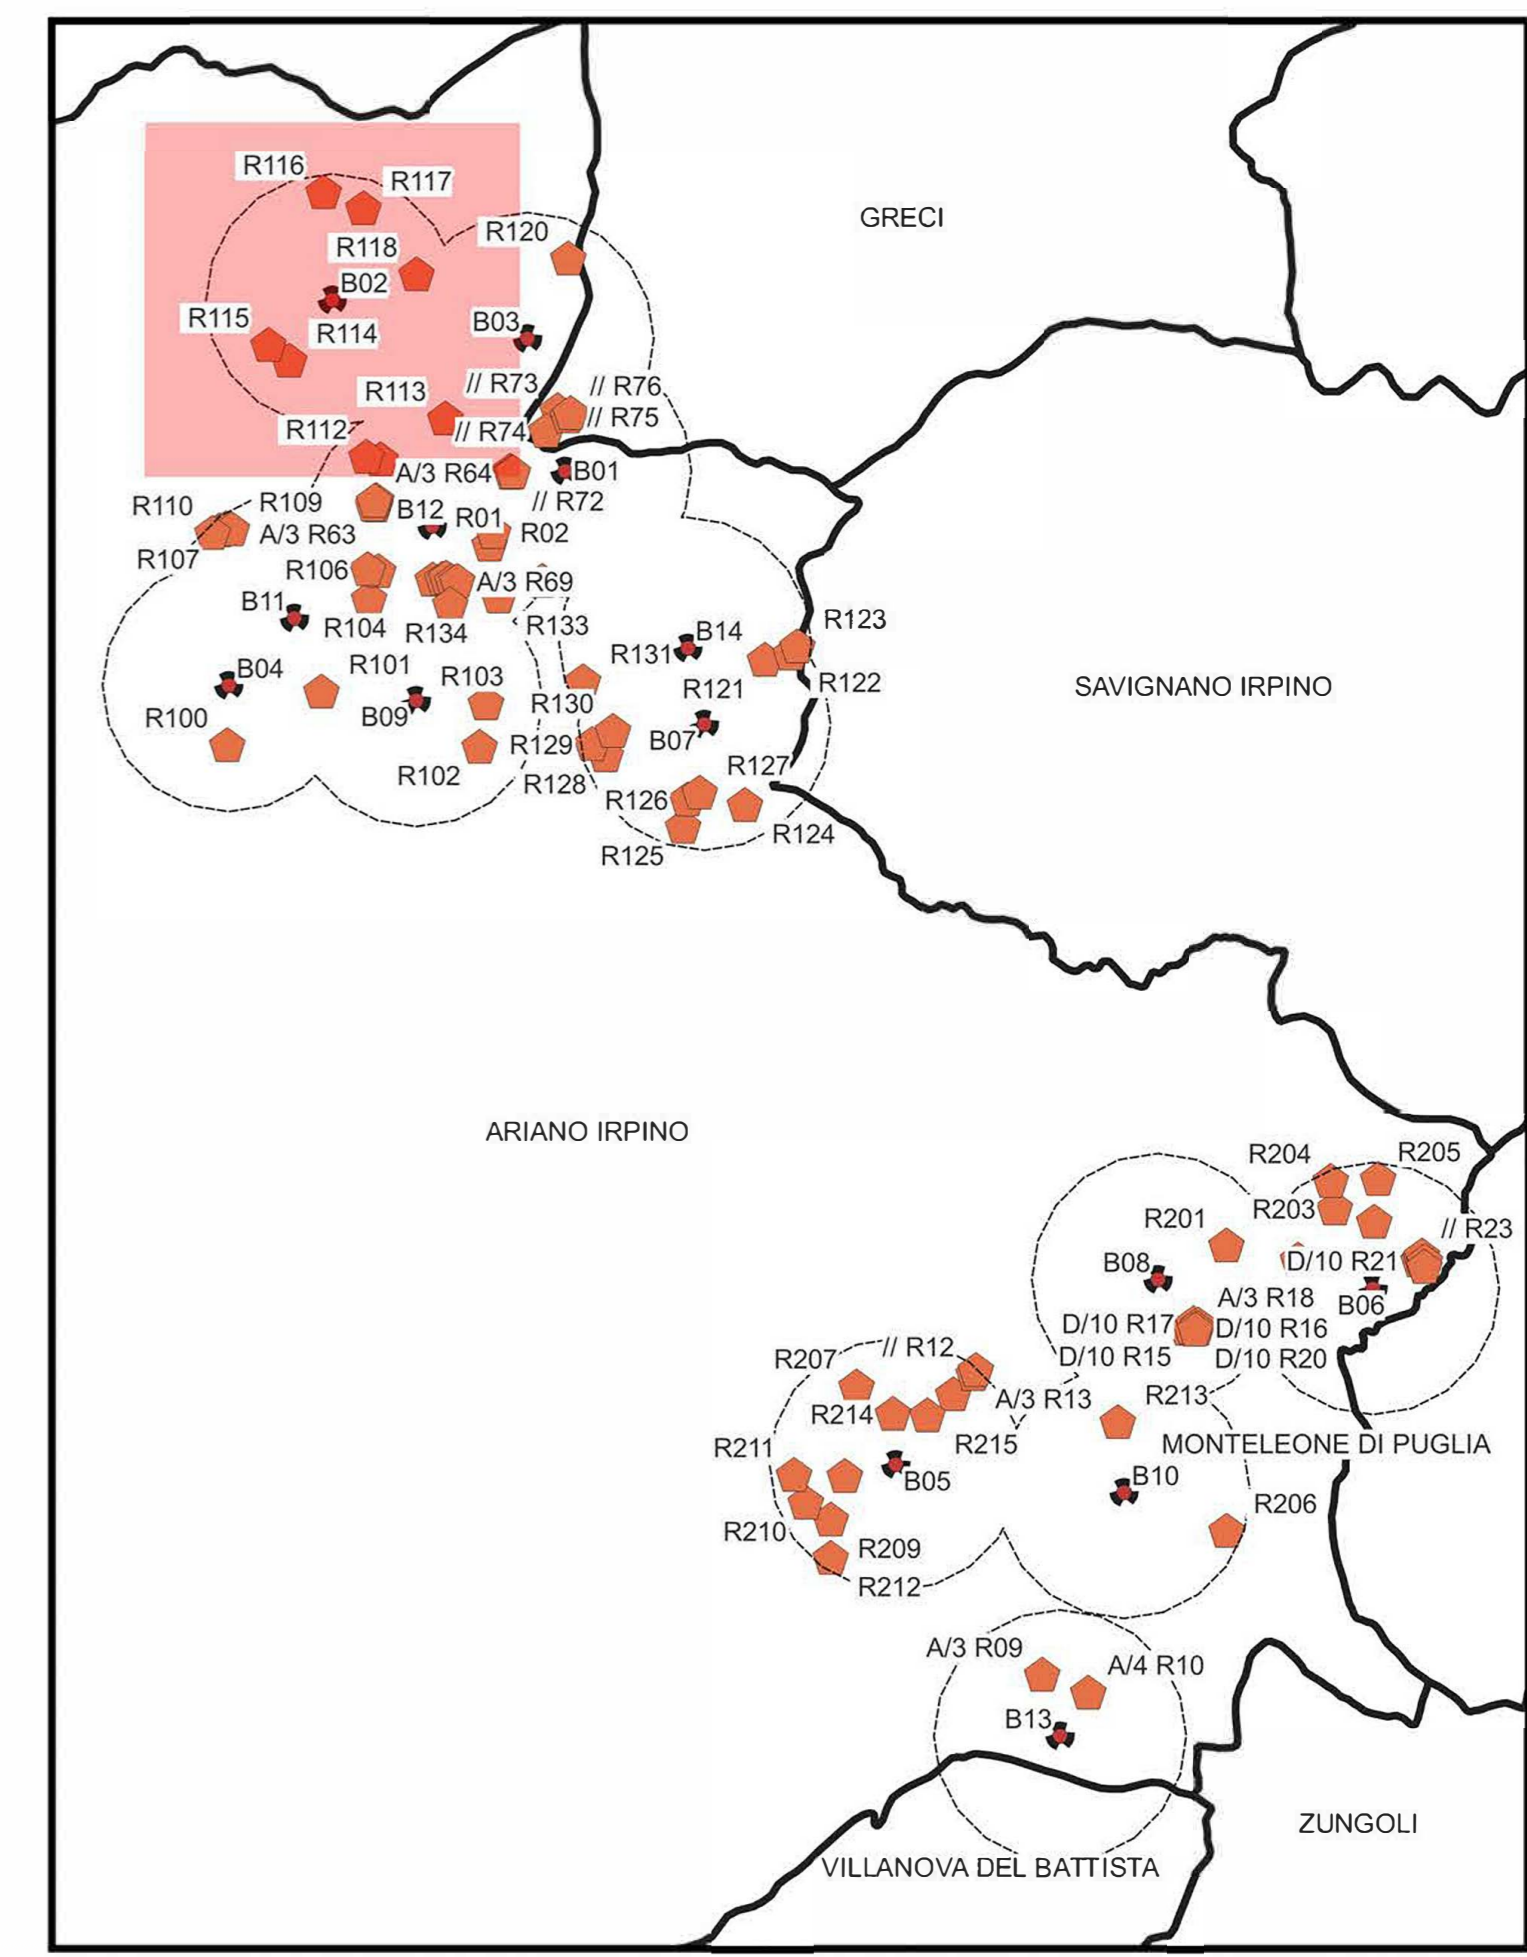 R116
R117
R118
R120
GRECI
B02
R115
R114
B03
R113
// R73
// R76
// R75
R112
// R74
A/3 R64
B01
R110
R109
B12
R01
// R72
R02
A/3 R63
R107
R106
A/3 R69
B11
R104
R134
R133
R123
B14
R131
R101
B04
R103
R121
R122
SAVIGNANO IRPINO
R130
B09
R100
R129
B07
R102
R128
R127
R126
R124
R125
ARIANO IRPINO
R204
R205
R203
R201
// R23
B08
D/10 R21
A/3 R18
B06
D/10 R17
D/10 R16
D/10 R15
D/10 R20
R207
// R12
A/3 R13
R213
R214
R215
R211
MONTELEONE DI PUGLIA
B05
B10
R206
R210
R209
R212
A/3 R09
A/4 R10
B13
ZUNGOLI
VILLANOVA DEL BATTISTA